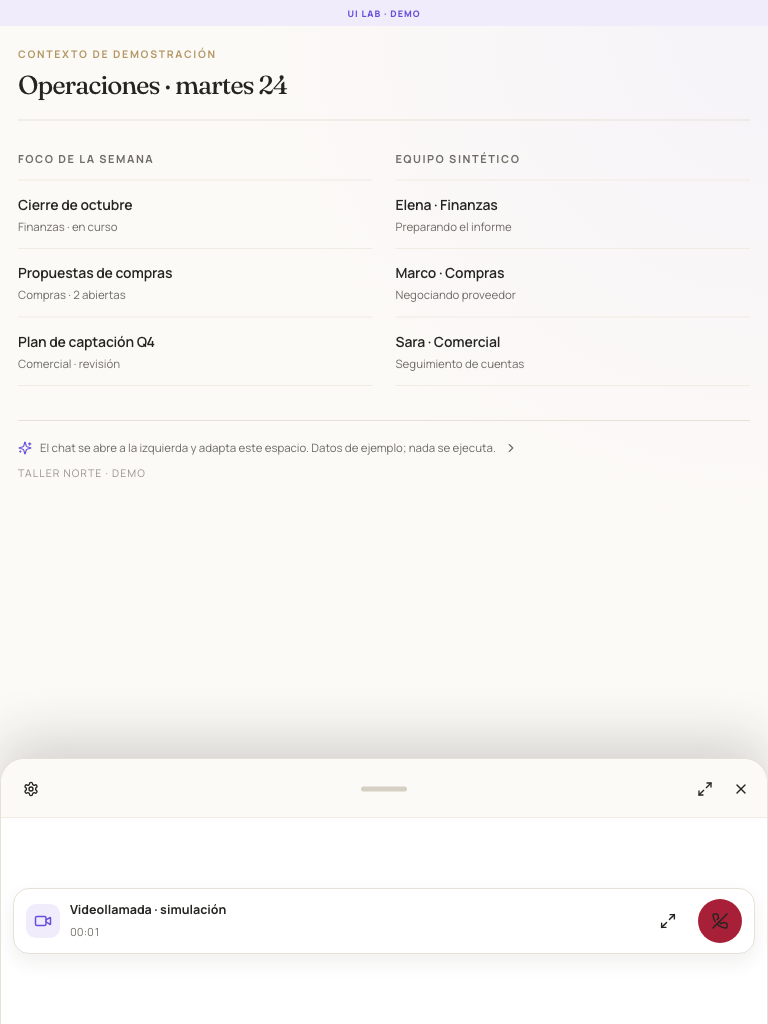 UI LAB · DEMO
CONTEXTO DE DEMOSTRACIÓN
Operaciones · martes 24
FOCO DE LA SEMANA
Cierre de octubre
Finanzas · en curso
Propuestas de compras
Compras · 2 abiertas
Plan de captación Q4
Comercial · revisión
EQUIPO SINTÉTICO
Elena · Finanzas
Preparando el informe
Marco · Compras
Negociando proveedor
Sara · Comercial
Seguimiento de cuentas
El chat se abre a la izquierda y adapta este espacio. Datos de ejemplo; nada se ejecuta.
TALLER NORTE · DEMO
Videollamada · simulación
00:01